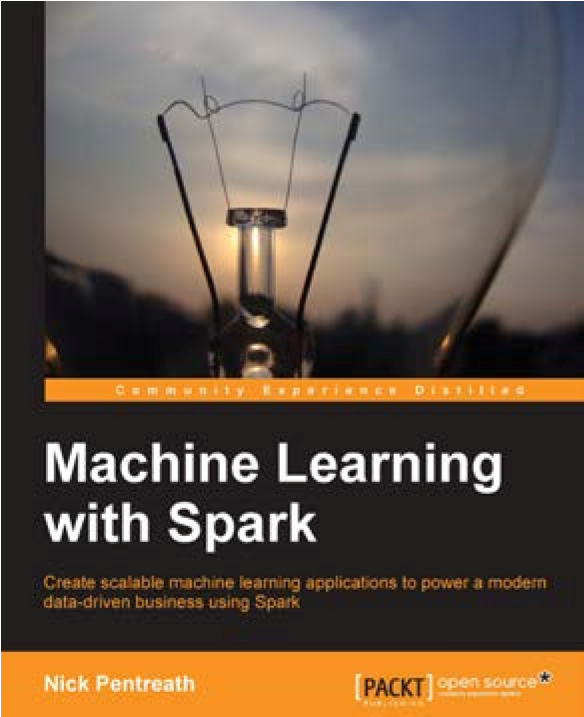 Community Experience Distilled
Machine Learning
with Spark
Create scalable machine learning applications to power a modern
data-driven business using Spark
Nick Pentreath
[PACKT] open source*
PUBLISHING